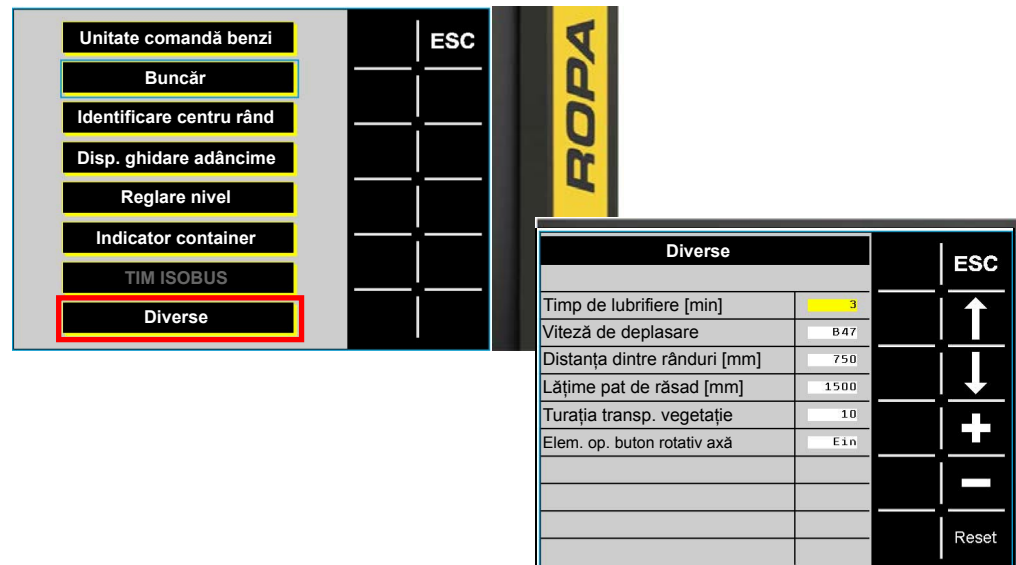 Unitate comandă benzi
ESC
Buncăr
Identificare centru rând
Disp. ghidare adâncime
Reglare nivel
Indicator container
TIM ISOBUS
Diverse
ROPA
Diverse
ESC
Timp de lubrifiere [min] 3
Viteză de deplasare B47
Distanța dintre rânduri [mm] 750
Lățime pat de răsad [mm] 1500
Turația transp. vegetație 10
Elem. op. buton rotativ axă Ein
Reset